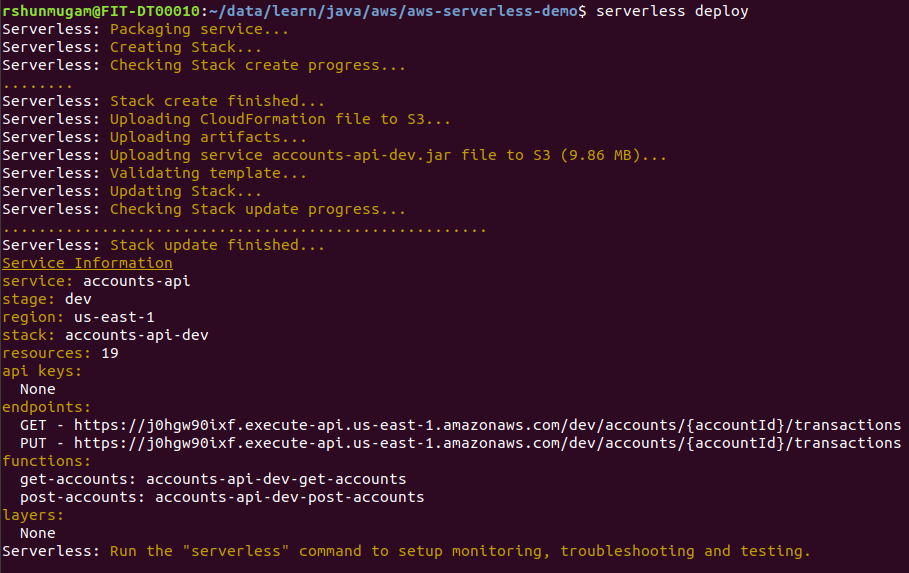 rshunmugam@FIT-DT00010:~/data/learn/java/aws/aws-serverless-demo$ serverless deploy
Serverless: Packaging service...
Serverless: Creating Stack...
Serverless: Checking Stack create progress...
........
Serverless: Stack create finished...
Serverless: Uploading CloudFormation file to S3...
Serverless: Uploading artifacts...
Serverless: Uploading service accounts-api-dev.jar file to S3 (9.86 MB)...
Serverless: Validating template...
Serverless: Updating Stack...
Serverless: Checking Stack update progress...
......................................................
Serverless: Stack update finished...
Service Information
service: accounts-api
stage: dev
region: us-east-1
stack: accounts-api-dev
resources: 19
api keys:
  None
endpoints:
  GET - https://j0hgw90ixf.execute-api.us-east-1.amazonaws.com/dev/accounts/{accountId}/transactions
  PUT - https://j0hgw90ixf.execute-api.us-east-1.amazonaws.com/dev/accounts/{accountId}/transactions
functions:
  get-accounts: accounts-api-dev-get-accounts
  post-accounts: accounts-api-dev-post-accounts
layers:
  None
Serverless: Run the "serverless" command to setup monitoring, troubleshooting and testing.